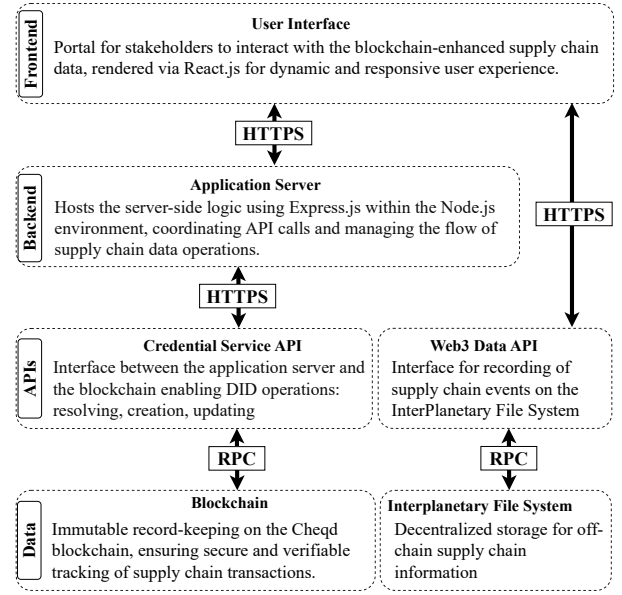 Frontend
User Interface
Portal for stakeholders to interact with the blockchain-enhanced supply chain
data, rendered via React.js for dynamic and responsive user experience.
HTTPS
HTTPS
Backend
Application Server
Hosts the server-side logic using Express.js within the Node.js
environment, coordinating API calls and managing the flow of
supply chain data operations.
HTTPS
APIs
Credential Service API
Interface between the application server and
the blockchain enabling DID operations:
resolving, creation, updating
Web3 Data API
Interface for recording of
supply chain events on the
InterPlanetary File System
RPC
RPC
Data
Blockchain
Immutable record-keeping on the Cheqd
blockchain, ensuring secure and verifiable
tracking of supply chain transactions.
Interplanetary File System
Decentralized storage for off-
chain supply chain
information